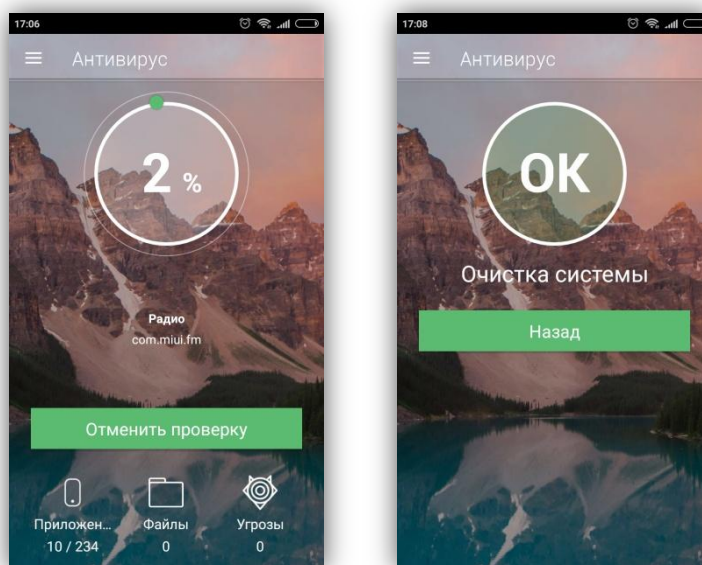 17:06
Антивирус
2 %
Радио
com.miui.fm
Отменить проверку
Приложен...
Файлы
Угрозы
10 / 234
0
0
17:08
Антивирус
OK
Очистка системы
Назад